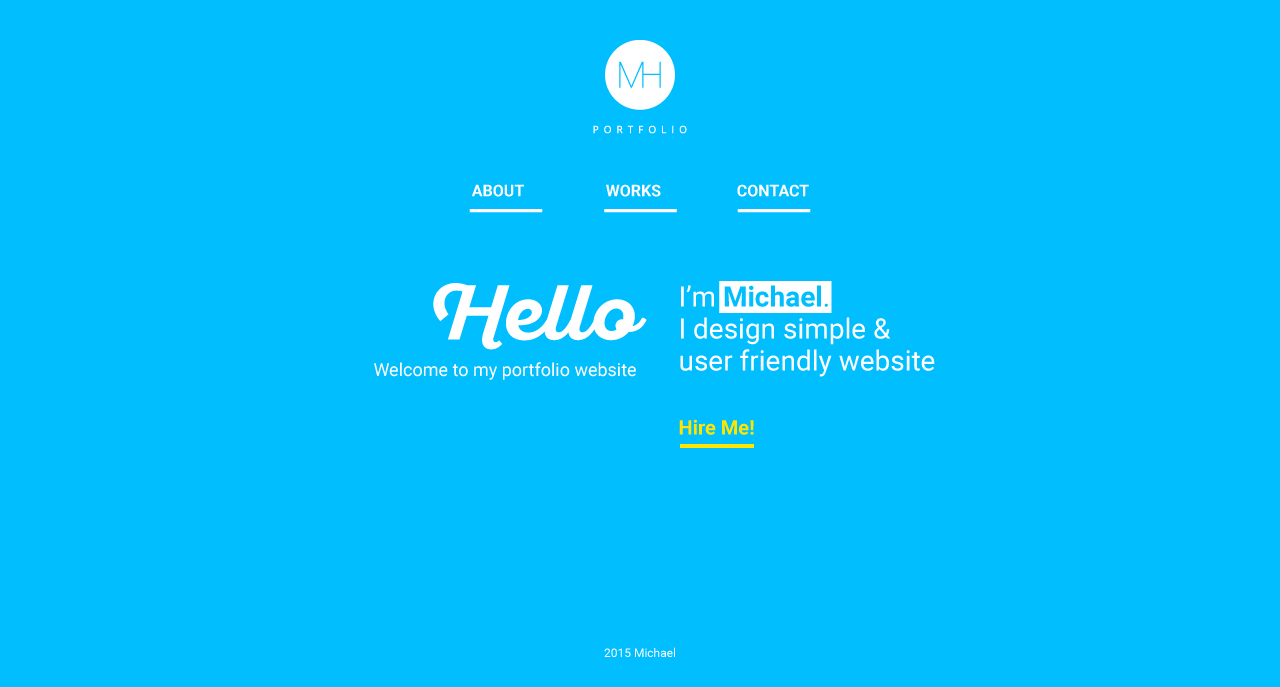 MH
PORTFOLIO
ABOUT WORKS CONTACT
Hello
Welcome to my portfolio website
I’m Michael.
I design simple &
user friendly website
Hire Me!
2015 Michael